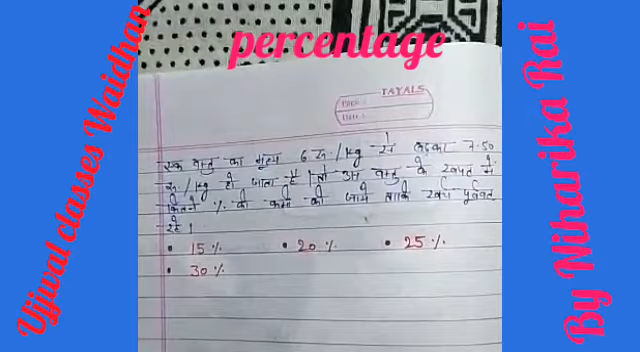 percentage
Ujjwal classes Waidhan
By Niharika Rai
TAYALS
DATE :
एक वस्तु का मूल्य 6 रु./kg से बढ़कर 7.50
रु./kg हो जाता है। तो उस वस्तु के खपत में
कितने % की कमी की जाये ताकि खर्च पूर्ववत
रहे।
• 15%. • 20%. • 25%.
• 30%.